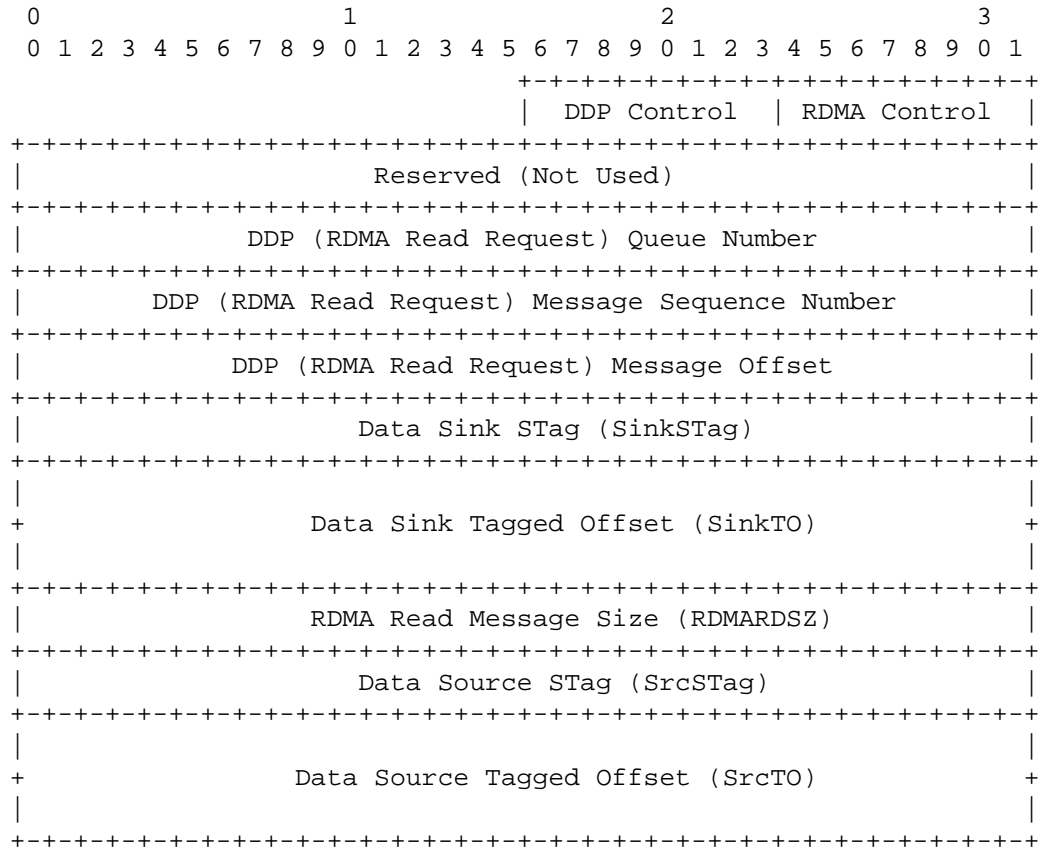 0                   1                   2                   3
 0 1 2 3 4 5 6 7 8 9 0 1 2 3 4 5 6 7 8 9 0 1 2 3 4 5 6 7 8 9 0 1
                                +-+-+-+-+-+-+-+-+-+-+-+-+-+-+-+-+
                                |  DDP Control  | RDMA Control  |
+-+-+-+-+-+-+-+-+-+-+-+-+-+-+-+-+-+-+-+-+-+-+-+-+-+-+-+-+-+-+-+-+
|                      Reserved (Not Used)                      |
+-+-+-+-+-+-+-+-+-+-+-+-+-+-+-+-+-+-+-+-+-+-+-+-+-+-+-+-+-+-+-+-+
|              DDP (RDMA Read Request) Queue Number             |
+-+-+-+-+-+-+-+-+-+-+-+-+-+-+-+-+-+-+-+-+-+-+-+-+-+-+-+-+-+-+-+-+
|        DDP (RDMA Read Request) Message Sequence Number        |
+-+-+-+-+-+-+-+-+-+-+-+-+-+-+-+-+-+-+-+-+-+-+-+-+-+-+-+-+-+-+-+-+
|             DDP (RDMA Read Request) Message Offset            |
+-+-+-+-+-+-+-+-+-+-+-+-+-+-+-+-+-+-+-+-+-+-+-+-+-+-+-+-+-+-+-+-+
|                     Data Sink STag (SinkSTag)                 |
+-+-+-+-+-+-+-+-+-+-+-+-+-+-+-+-+-+-+-+-+-+-+-+-+-+-+-+-+-+-+-+-+
|                                                               |
+                  Data Sink Tagged Offset (SinkTO)             +
|                                                               |
+-+-+-+-+-+-+-+-+-+-+-+-+-+-+-+-+-+-+-+-+-+-+-+-+-+-+-+-+-+-+-+-+
|                  RDMA Read Message Size (RDMARDSZ)            |
+-+-+-+-+-+-+-+-+-+-+-+-+-+-+-+-+-+-+-+-+-+-+-+-+-+-+-+-+-+-+-+-+
|                     Data Source STag (SrcSTag)                |
+-+-+-+-+-+-+-+-+-+-+-+-+-+-+-+-+-+-+-+-+-+-+-+-+-+-+-+-+-+-+-+-+
|                                                               |
+                 Data Source Tagged Offset (SrcTO)             +
|                                                               |
+-+-+-+-+-+-+-+-+-+-+-+-+-+-+-+-+-+-+-+-+-+-+-+-+-+-+-+-+-+-+-+-+